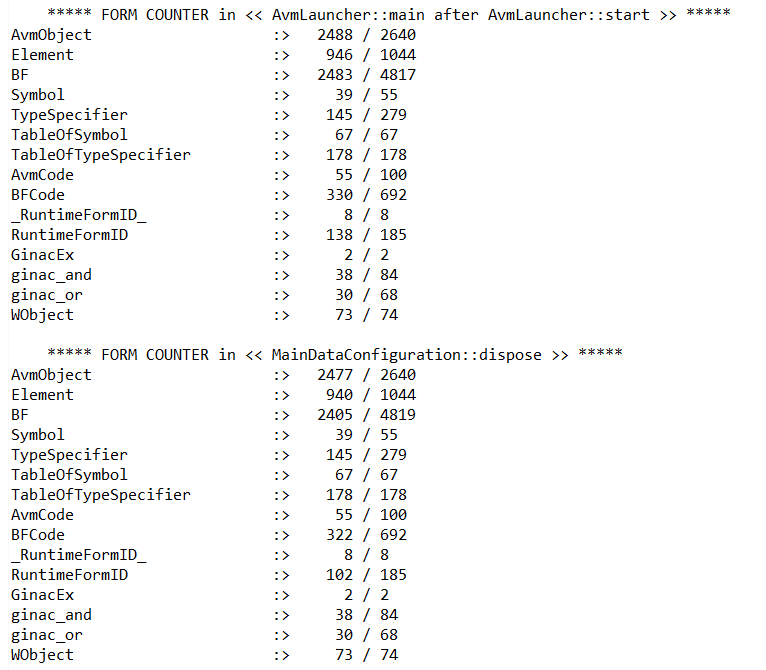 ***** FORM COUNTER in << AvmLauncher::main after AvmLauncher::start >> *****
AvmObject :> 2488 / 2640
Element :> 946 / 1044
BF :> 2483 / 4817
Symbol :> 39 / 55
TypeSpecifier :> 145 / 279
TableOfSymbol :> 67 / 67
TableOfTypeSpecifier :> 178 / 178
AvmCode :> 55 / 100
BFCode :> 330 / 692
_RuntimeFormID_ :> 8 / 8
RuntimeFormID :> 138 / 185
GinacEx :> 2 / 2
ginac_and :> 38 / 84
ginac_or :> 30 / 68
WObject :> 73 / 74
***** FORM COUNTER in << MainDataConfiguration::dispose >> *****
AvmObject :> 2477 / 2640
Element :> 940 / 1044
BF :> 2405 / 4819
Symbol :> 39 / 55
TypeSpecifier :> 145 / 279
TableOfSymbol :> 67 / 67
TableOfTypeSpecifier :> 178 / 178
AvmCode :> 55 / 100
BFCode :> 322 / 692
_RuntimeFormID_ :> 8 / 8
RuntimeFormID :> 102 / 185
GinacEx :> 2 / 2
ginac_and :> 38 / 84
ginac_or :> 30 / 68
WObject :> 73 / 74